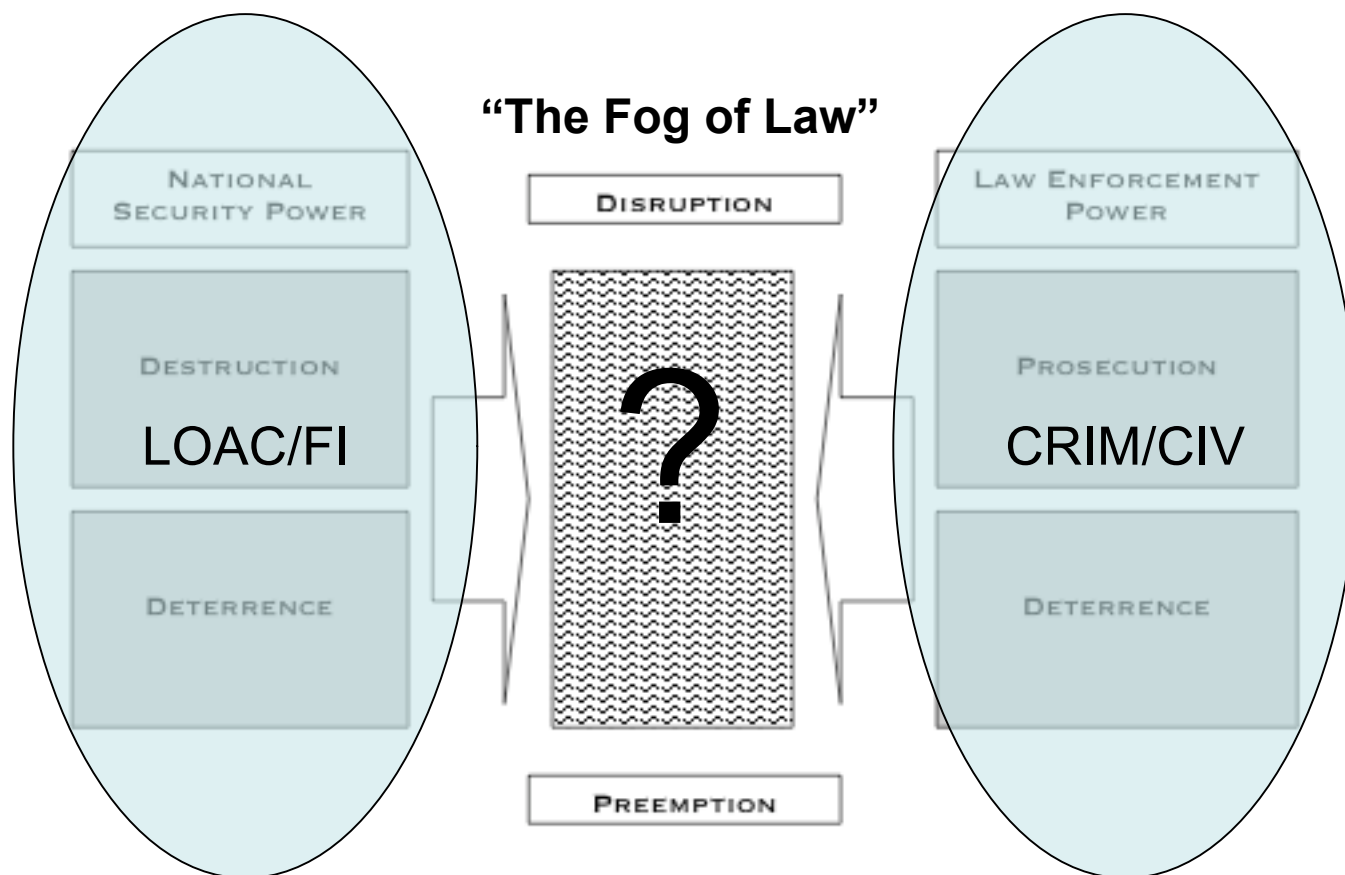 “The Fog of Law”
NATIONAL
SECURITY POWER
DESTRUCTION
LOAC/FI
DETERRENCE
DISRUPTION
?
PREEMPTION
LAW ENFORCEMENT
POWER
PROSECUTION
CRIM/CIV
DETERRENCE